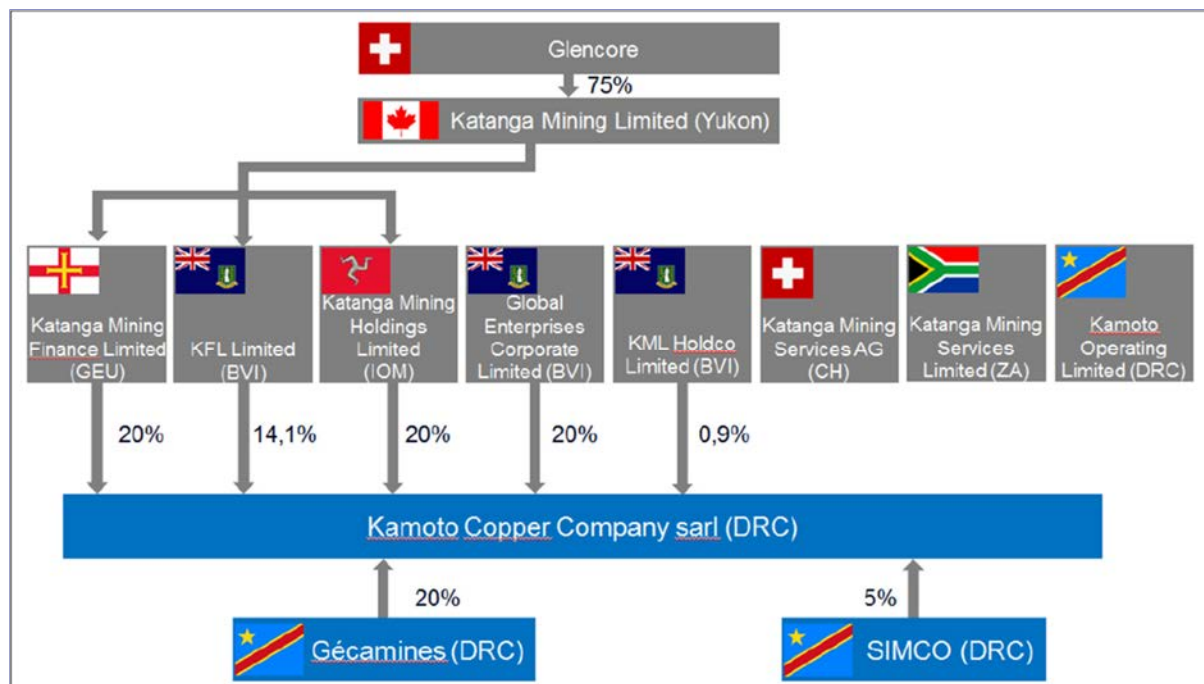 Glencore
75%
Katanga Mining Limited (Yukon)
Katanga Mining
Finance Limited
(GEU)
KFL Limited
(BVI)
Katanga Mining
Holdings
Limited
(IOM)
Global
Enterprises
Corporate
Limited (BVI)
KML Holdco
Limited (BVI)
Katanga Mining
Services AG
(CH)
Katanga Mining
Services
Limited (ZA)
Kamoto
Operating
Limited (DRC)
20%
14,1%
20%
20%
0,9%
Kamoto Copper Company sarl (DRC)
20%
5%
Gécamines (DRC)
SIMCO (DRC)